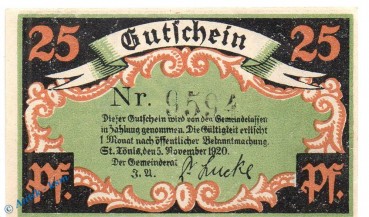 25 Gutschein 25
Nr. 9594
Dieser Gutschein wird von den Gemeindekassen
in Zahlung genommen. Die Gültigkeit erlischt
1 Monat nach öffentlicher Bekanntmachung.
St. Tönis, den 5. November 1920.
Der Gemeinderat
J. A.
Pf. Pf.